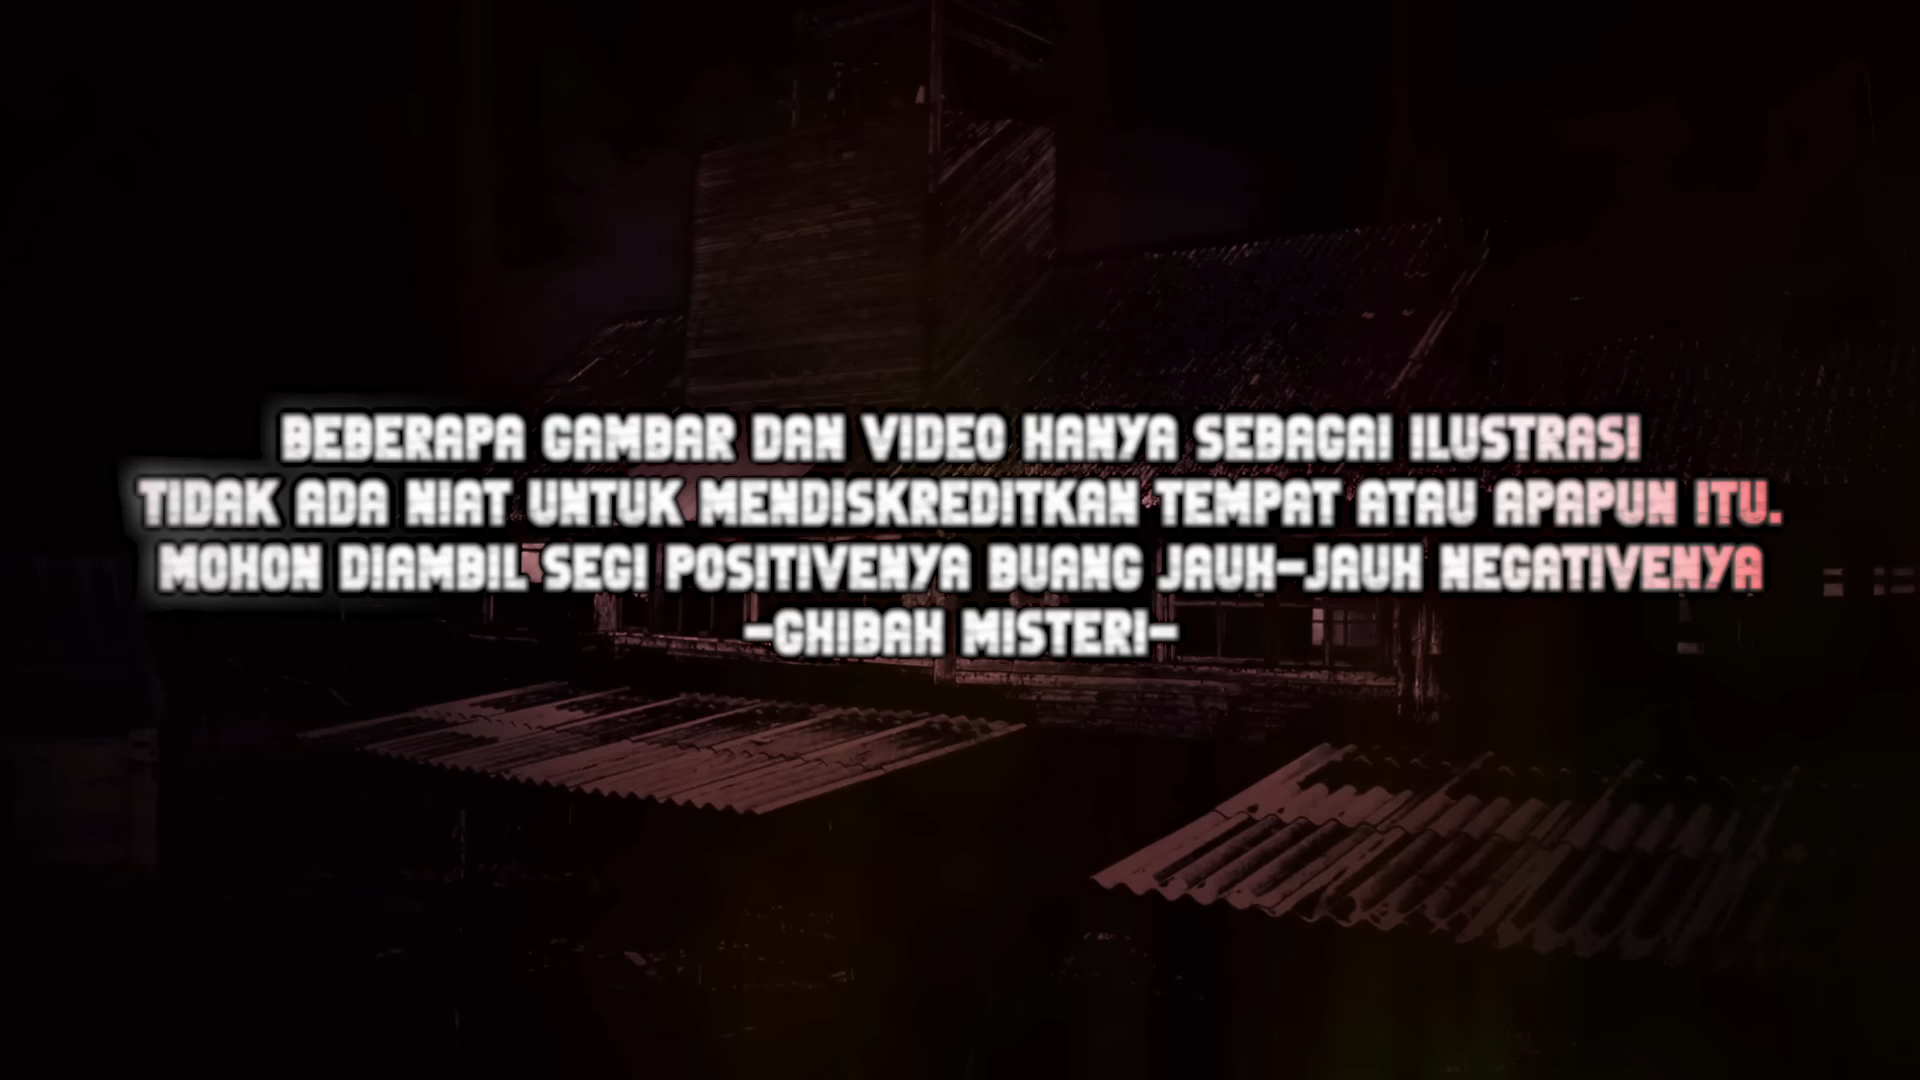 BEBERAPA GAMBAR DAN VIDEO HANYA SEBAGAI ILUSTRASI
TIDAK ADA NIAT UNTUK MENDISKREDITKAN TEMPAT ATAU APAPUN ITU.
MOHON DIAMBIL SEGI POSITIVENYA BUANG JAUH-JAUH NEGATIVENYA
-GHIBAH MISTERI-